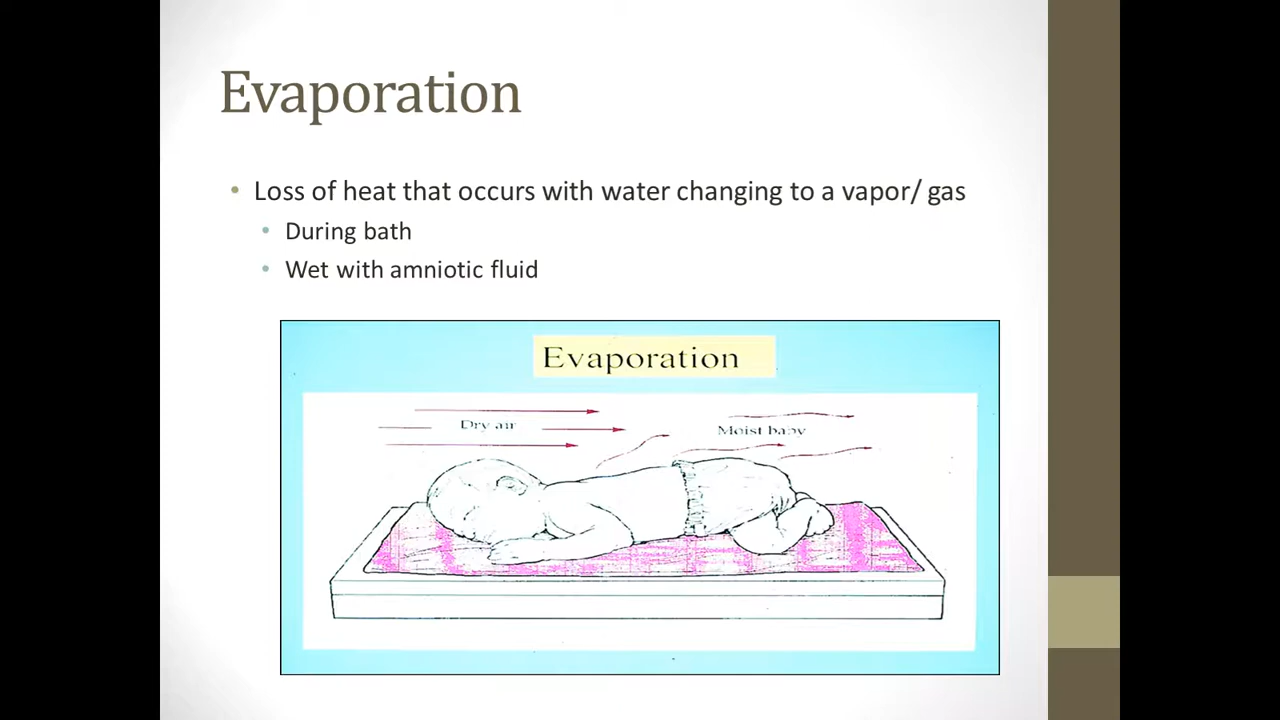 Evaporation
• Loss of heat that occurs with water changing to a vapor/ gas
• During bath
• Wet with amniotic fluid
Evaporation
Dry air
Moist baby